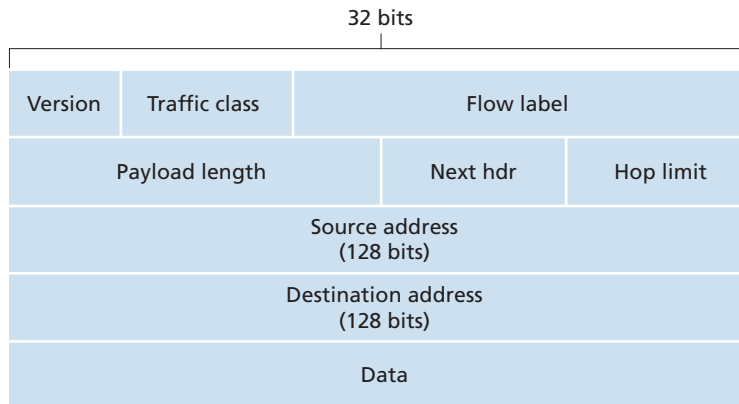 32 bits
Version Traffic class Flow label
Payload length Next hdr Hop limit
Source address
(128 bits)
Destination address
(128 bits)
Data